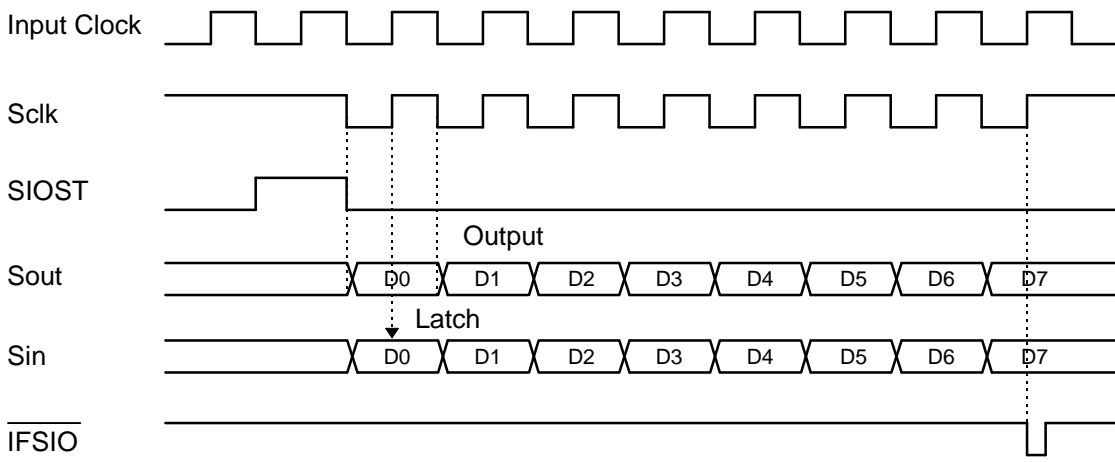 Input Clock
Sclk
SIOST
Output
Sout D0 D1 D2 D3 D4 D5 D6 D7
Latch
Sin D0 D1 D2 D3 D4 D5 D6 D7
IFSIO